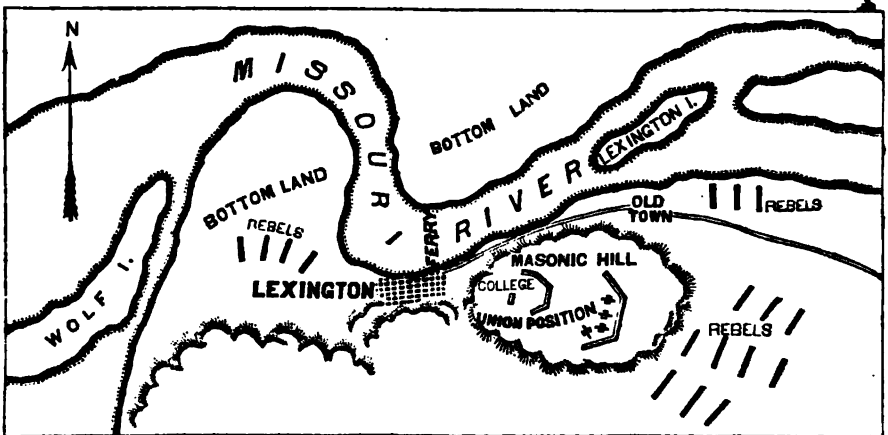 N
MISSOURI RIVER
BOTTOM LAND
LEXINGTON I.
BOTTOM LAND
REBELS
FERRY
OLD
TOWN
REBELS
WOLF I.
LEXINGTON
MASONIC HILL
COLLEGE
UNION POSITION
REBELS